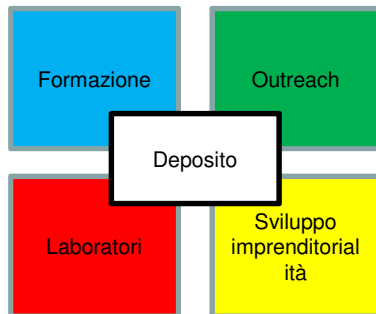 Formazione
Outreach
Deposito
Laboratori
Sviluppo
imprenditorial
ità